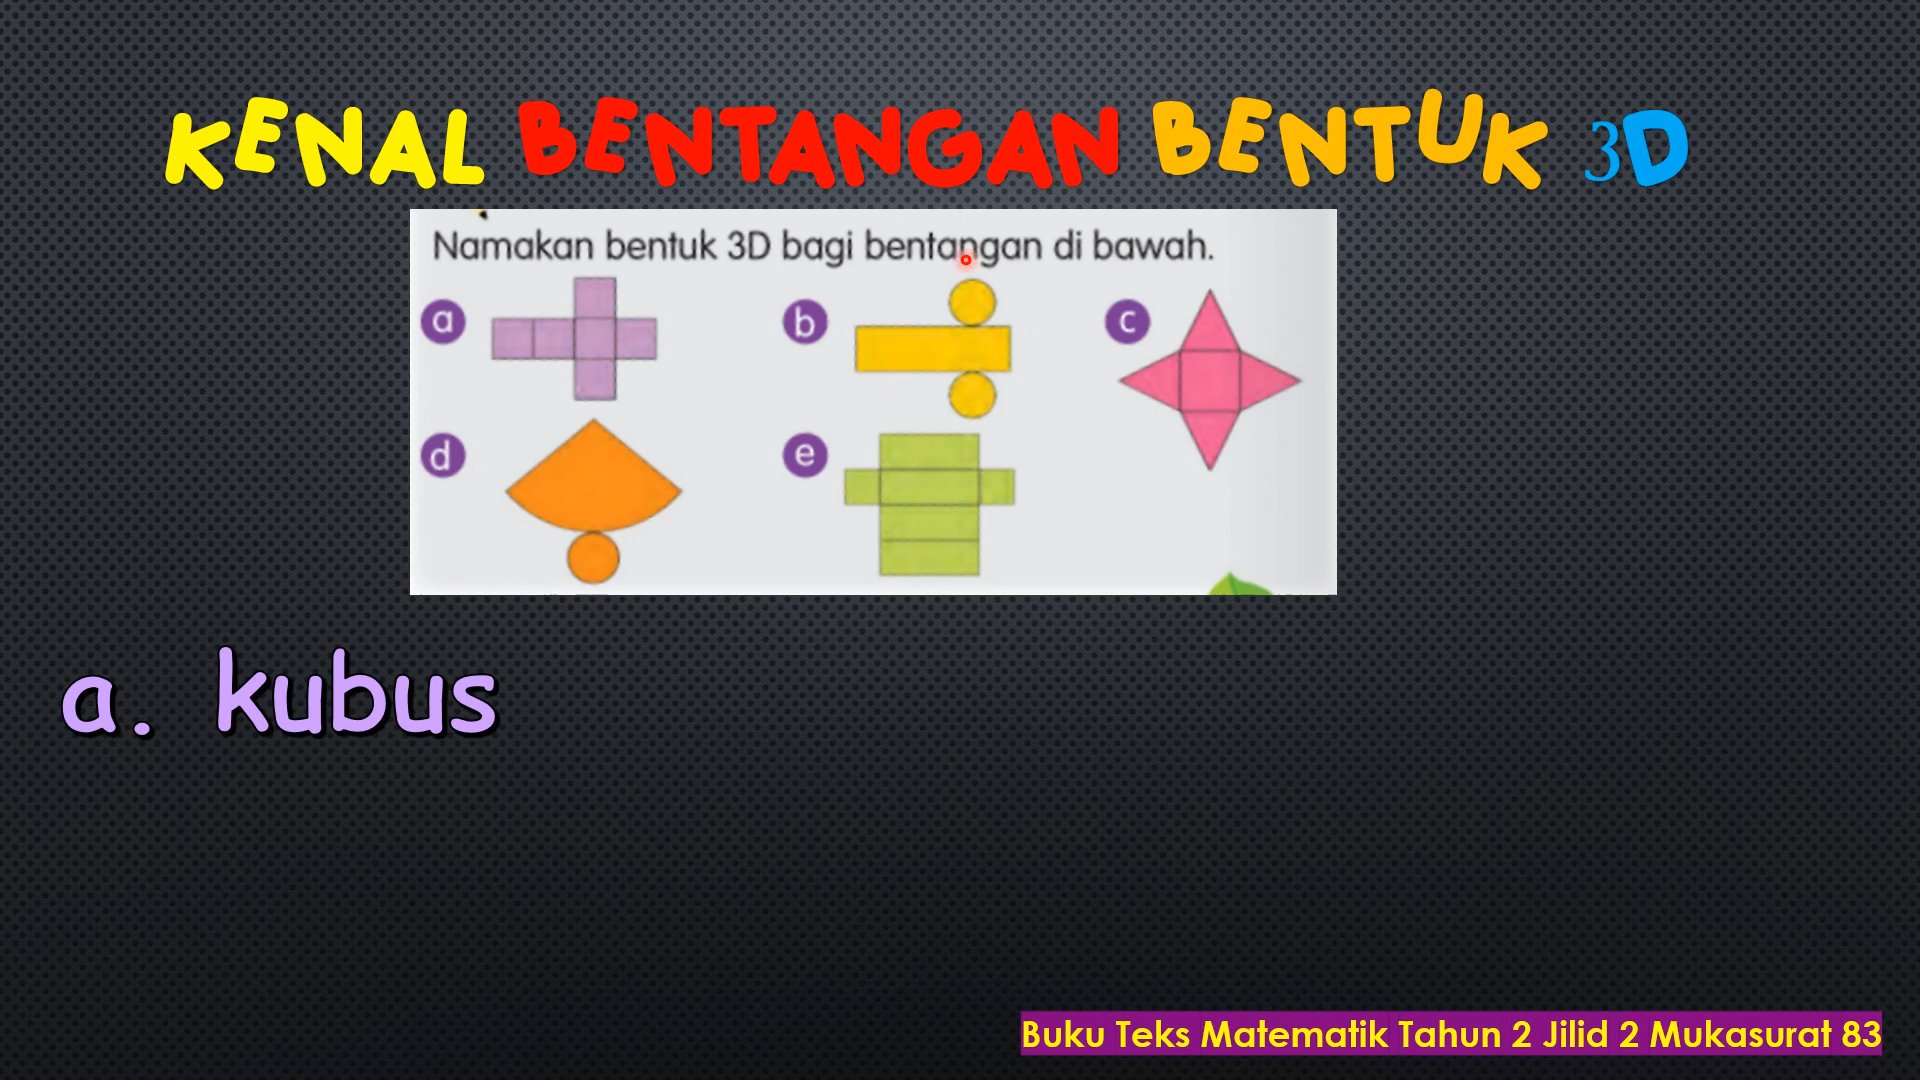 KENAL BENTANGAN BENTUK 3D
Namakan bentuk 3D bagi bentangan di bawah.
a
b
c
d
e
a. kubus
Buku Teks Matematik Tahun 2 Jilid 2 Mukasurat 83